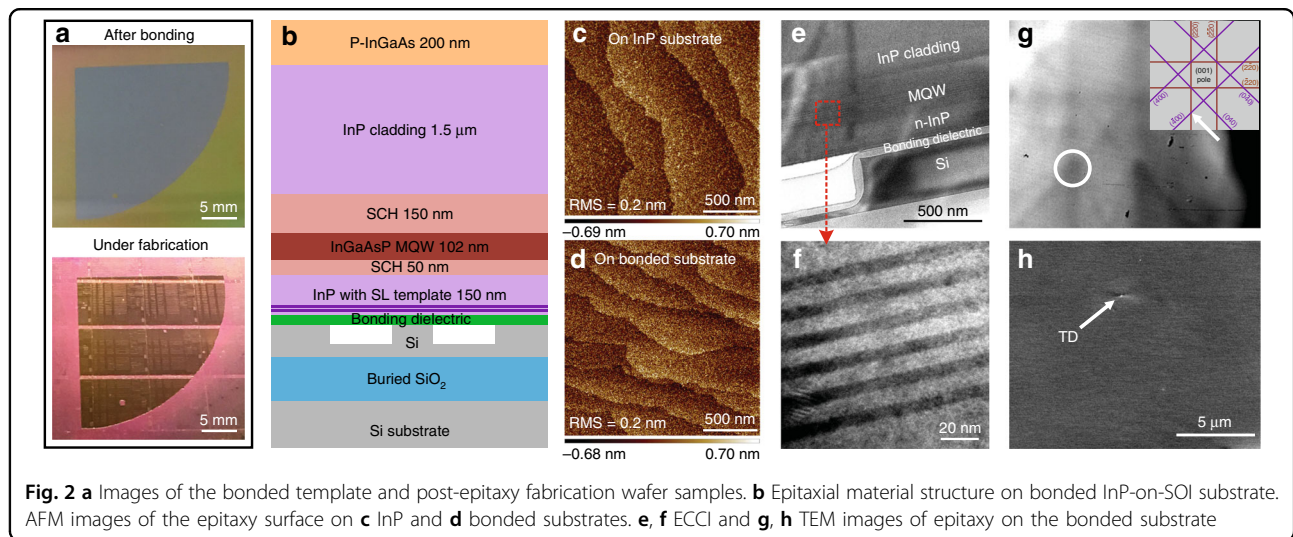 a
After bonding
5 mm
Under fabrication
5 mm
b
P-InGaAs 200 nm
InP cladding 1.5 μm
SCH 150 nm
InGaAsP MQW 102 nm
SCH 50 nm
InP with SL template 150 nm
Bonding dielectric
Si
Buried SiO₂
Si substrate
c
On InP substrate
RMS = 0.2 nm
500 nm
−0.69 nm
0.70 nm
d
On bonded substrate
RMS = 0.2 nm
500 nm
−0.68 nm
0.70 nm
e
InP cladding
MQW
n-InP
Bonding dielectric
Si
500 nm
f
20 nm
g
(001)
pole
h
TD
5 μm
Fig. 2 a Images of the bonded template and post-epitaxy fabrication wafer samples. b Epitaxial material structure on bonded InP-on-SOI substrate.
AFM images of the epitaxy surface on c InP and d bonded substrates. e, f ECCI and g, h TEM images of epitaxy on the bonded substrate